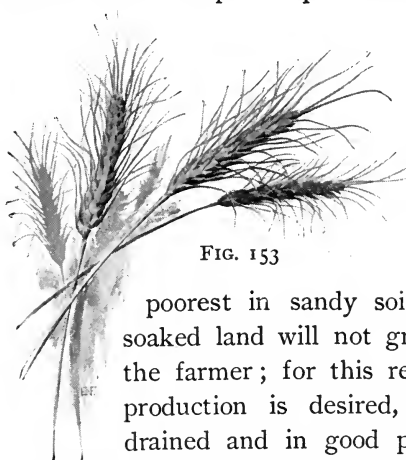 FIG. 153
poorest in sandy soi
soaked land will not gr
the farmer; for this re
production is desired,
drained and in good p